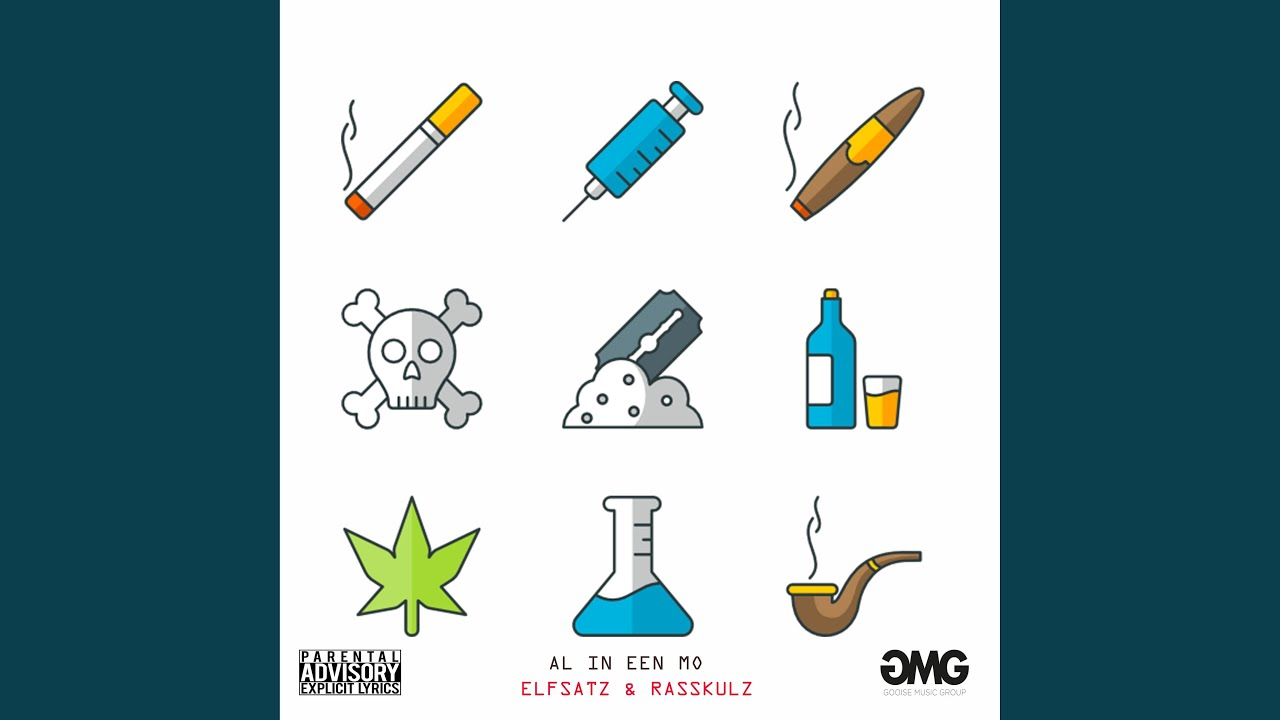 PARENTAL
ADVISORY
EXPLICIT LYRICS
AL IN EEN MO
ELFSATZ & RASSKULZ
GMG
GOOISE MUSIC GROUP